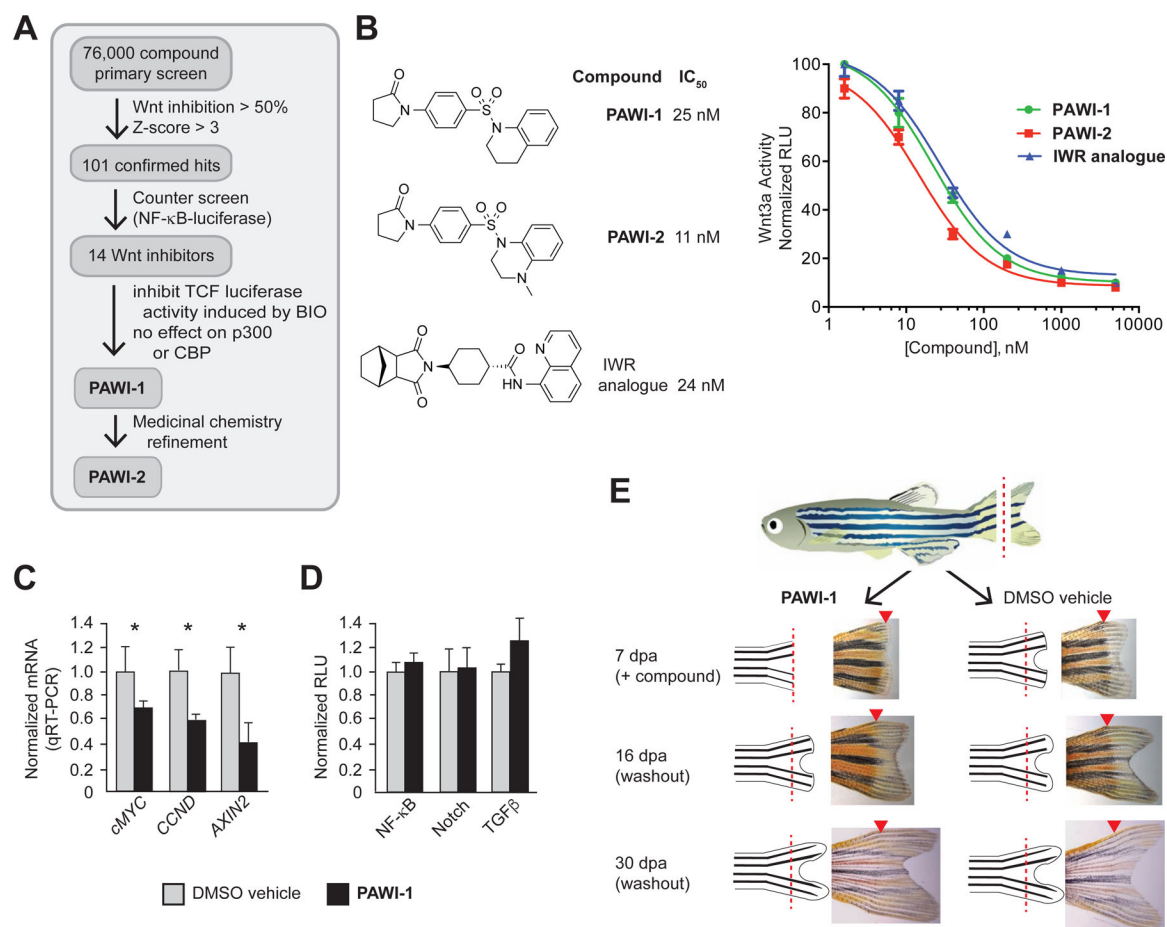 A
76,000 compound
primary screen
Wnt inhibition > 50%
Z-score > 3
101 confirmed hits
Counter screen
(NF-κB-luciferase)
14 Wnt inhibitors
inhibit TCF luciferase
activity induced by BIO
no effect on p300
or CBP
PAWI-1
Medicinal chemistry
refinement
PAWI-2
B
Compound IC50
O
N
O O
S
N
PAWI-1 25 nM
O
N
O O
S
N
N
PAWI-2 11 nM
O
N
O
O
N
H
N
IWR
analogue 24 nM
Wnt3a Activity
Normalized RLU
100
80
60
40
20
0
1 10 100 1000 10000
[Compound], nM
PAWI-1
PAWI-2
IWR analogue
C
Normalized mRNA
(qRT-PCR)
1.4
1.2
1.0
0.8
0.6
0.4
0.2
0
* * *
cMYC
CCND
AXIN2
D
Normalized RLU
1.4
1.2
1.0
0.8
0.6
0.4
0.2
0
NF-κB
Notch
TGFβ
DMSO vehicle PAWI-1
E
PAWI-1 DMSO vehicle
7 dpa
(+ compound)
16 dpa
(washout)
30 dpa
(washout)